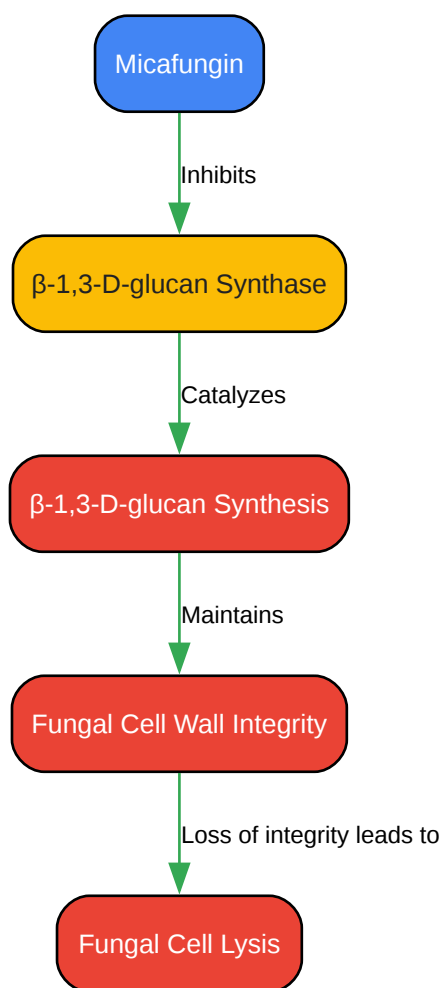 Micafungin
Inhibits
β-1,3-D-glucan Synthase
Catalyzes
β-1,3-D-glucan Synthesis
Maintains
Fungal Cell Wall Integrity
Loss of integrity leads to
Fungal Cell Lysis